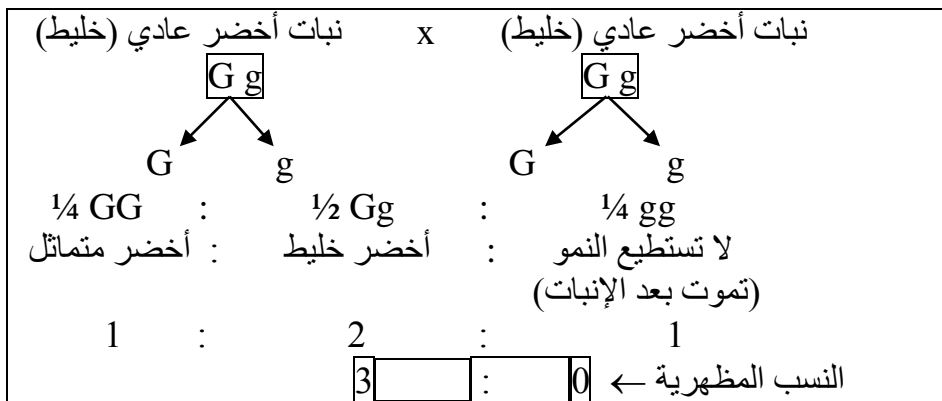 نبات أخضر عادي (خليط) x نبات أخضر عادي (خليط)
G g G g
G g G g
¼ GG : ½ Gg : ¼ gg
لا تستطيع النمو : أخضر خليط : أخضر متماثل
(تموت بعد الإنبات)
1 : 2 : 1
النسب المظهرية ← 0 : 3